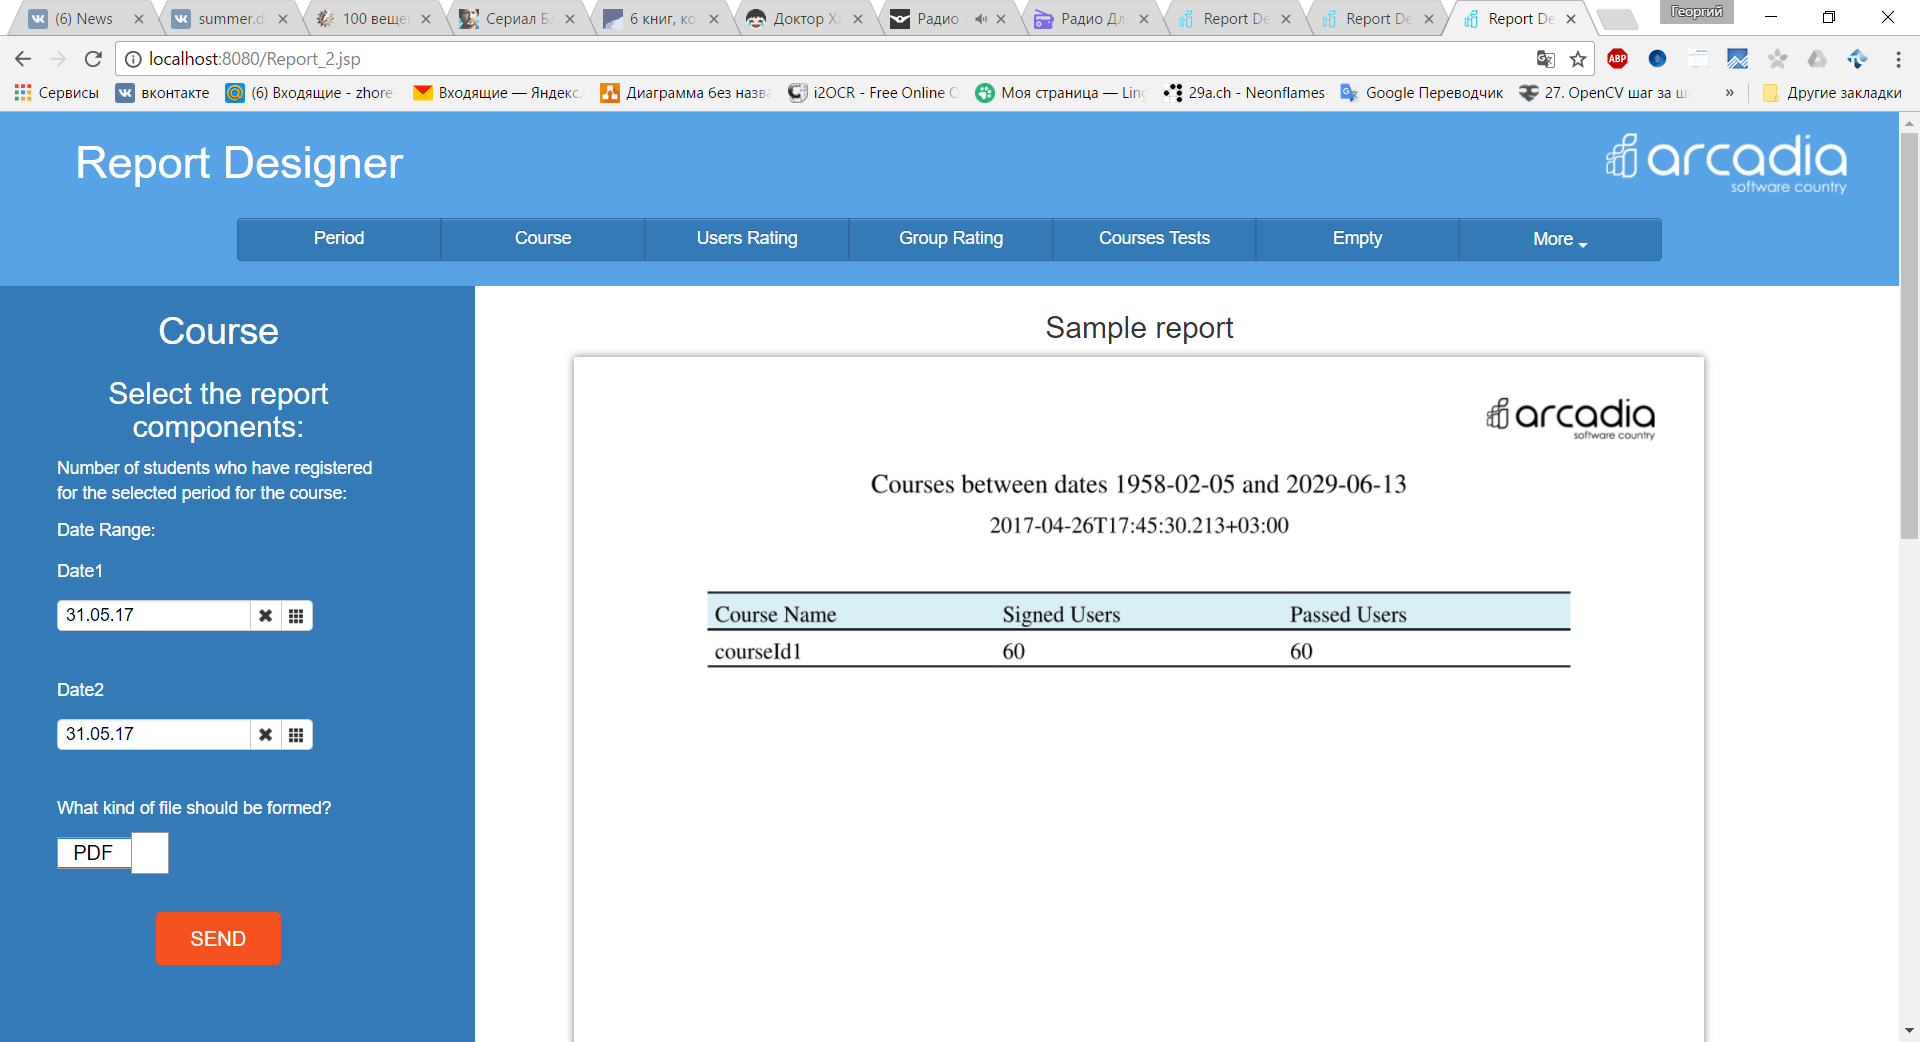 (6) News
summer.d
100 веще
Сериал Бл
6 книг, ко
Доктор Ха
Радио
Радио Дл
Report De
Report De
Report De
Георгий
localhost:8080/Report_2.jsp
ABP
Сервисы
вконтакте
(6) Входящие - zhore
Входящие — Яндекс.
Диаграмма без назва
i2OCR - Free Online O
Моя страница — Ling
29a.ch - Neonflames
Google Переводчик
27. OpenCV шаг за ш
»
Другие закладки
Report Designer
arcadia
software country
Period
Course
Users Rating
Group Rating
Courses Tests
Empty
More
Course
Select the report
components:
Number of students who have registered
for the selected period for the course:
Date Range:
Date1
31.05.17
Date2
31.05.17
What kind of file should be formed?
PDF
SEND
Sample report
arcadia
software country
Courses between dates 1958-02-05 and 2029-06-13
2017-04-26T17:45:30.213+03:00
Course Name Signed Users Passed Users
courseId1 60 60